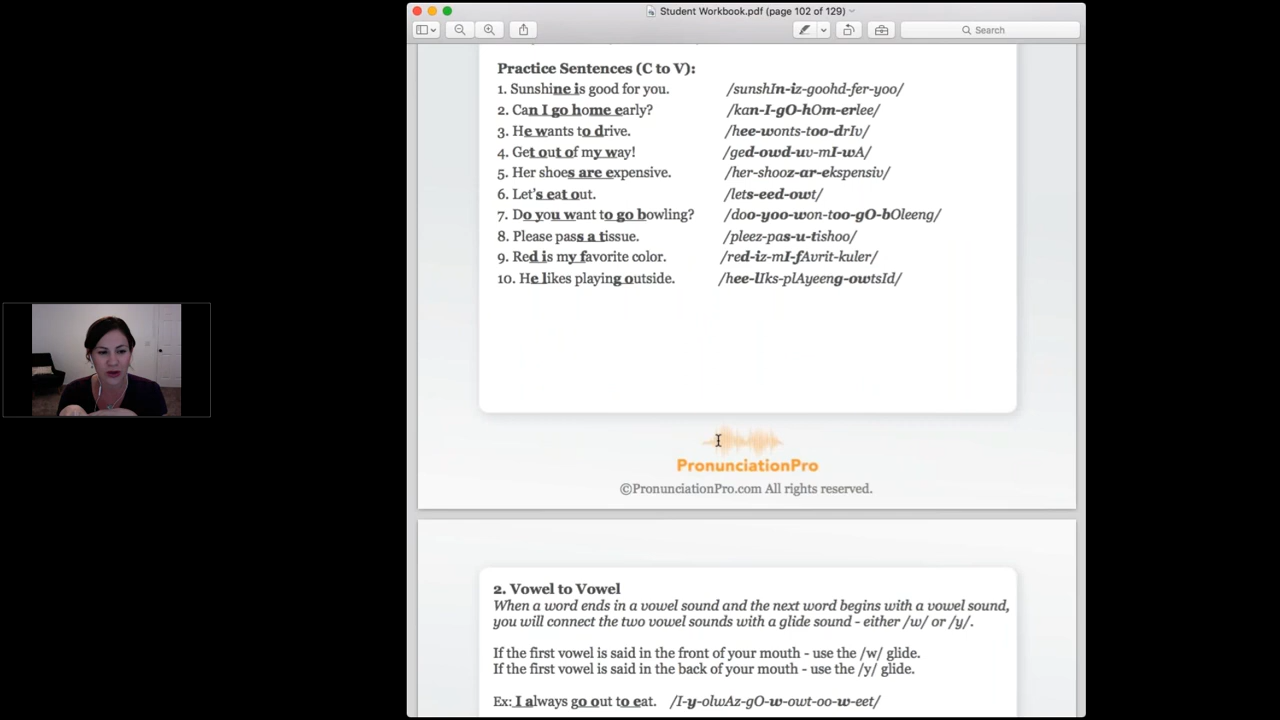 Student Workbook.pdf (page 102 of 129)
Search
Practice Sentences (C to V):
1. Sunshine is good for you. /sunshIn-iz-goohd-fer-yoo/
2. Can I go home early? /kan-I-gO-hOm-erlee/
3. He wants to drive. /hee-wonts-too-drIv/
4. Get out of my way! /ged-owd-uv-mI-wA/
5. Her shoes are expensive. /her-shooz-ar-ekspensiv/
6. Let's eat out. /lets-eed-owt/
7. Do you want to go bowling? /doo-yoo-won-too-gO-bOleeng/
8. Please pass a tissue. /pleez-pas-u-tishoo/
9. Red is my favorite color. /red-iz-mI-fAvrit-kuler/
10. He likes playing outside. /hee-lIks-plAyeeng-owtsId/
PronunciationPro
©PronunciationPro.com All rights reserved.
2. Vowel to Vowel
When a word ends in a vowel sound and the next word begins with a vowel sound,
you will connect the two vowel sounds with a glide sound - either /w/ or /y/.
If the first vowel is said in the front of your mouth - use the /w/ glide.
If the first vowel is said in the back of your mouth - use the /y/ glide.
Ex: I always go out to eat. /I-y-olwAz-gO-w-owt-oo-w-eet/